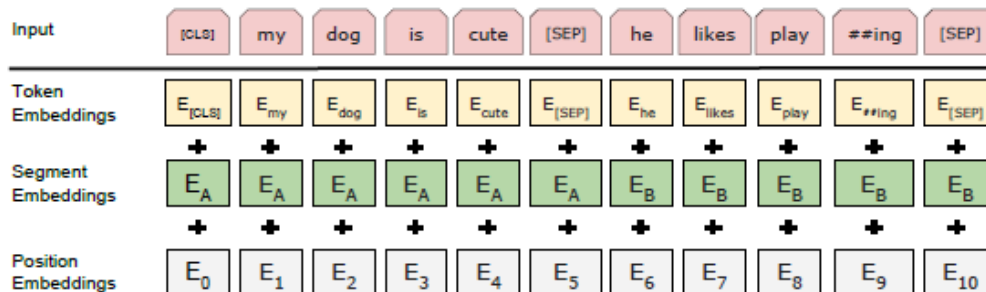 Input [CLS] my dog is cute [SEP] he likes play ##ing [SEP]
Token
Embeddings E[CLS] Emy Edog Eis Ecute E[SEP] Ehe Elikes Eplay E##ing E[SEP]
+ + + + + + + + + + +
Segment
Embeddings EA EA EA EA EA EA EB EB EB EB EB
+ + + + + + + + + + +
Position
Embeddings E0 E1 E2 E3 E4 E5 E6 E7 E8 E9 E10